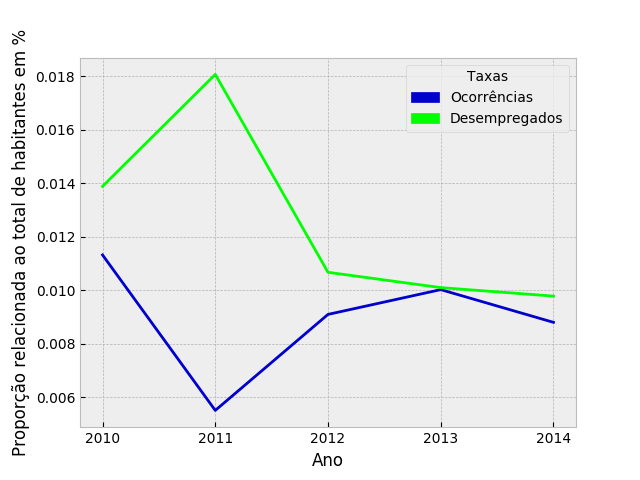 Proporção relacionada ao total de habitantes em %
0.018
0.016
0.014
0.012
0.010
0.008
0.006
Taxas
Ocorrências
Desempregados
2010 2011 2012 2013 2014
Ano